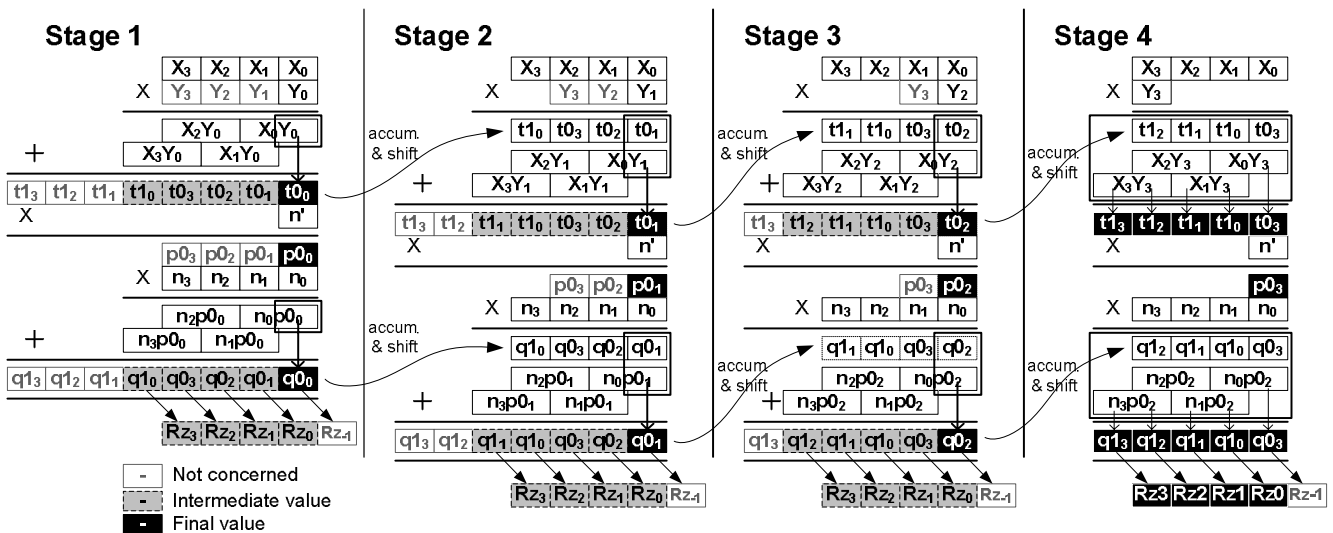 Stage 1
X3 X2 X1 X0
X Y3 Y2 Y1 Y0
X2Y0 X0Y0
+ X3Y0 X1Y0
t13 t12 t11 t10 t03 t02 t01 t00
X n'
p03 p02 p01 p00
X n3 n2 n1 n0
n2p00 n0p00
+ n3p00 n1p00
q13 q12 q11 q10 q03 q02 q01 q00
Rz3 Rz2 Rz1 Rz0 Rz-1
- Not concerned
- Intermediate value
- Final value
accum.
& shift
accum.
& shift
Stage 2
X3 X2 X1 X0
X Y3 Y2 Y1
t10 t03 t02 t01
X2Y1 X0Y1
+ X3Y1 X1Y1
t13 t12 t11 t10 t03 t02 t01
X n'
p03 p02 p01
X n3 n2 n1 n0
q10 q03 q02 q01
n2p01 n0p01
+ n3p01 n1p01
q13 q12 q11 q10 q03 q02 q01
Rz3 Rz2 Rz1 Rz0 Rz-1
accum.
& shift
accum.
& shift
Stage 3
X3 X2 X1 X0
X Y3 Y2
t11 t10 t03 t02
X2Y2 X0Y2
+ X3Y2 X1Y2
t13 t12 t11 t10 t03 t02
X n'
p03 p02
X n3 n2 n1 n0
q11 q10 q03 q02
n2p02 n0p02
+ n3p02 n1p02
q13 q12 q11 q10 q03 q02
Rz3 Rz2 Rz1 Rz0 Rz-1
accum.
& shift
accum.
& shift
Stage 4
X3 X2 X1 X0
X Y3
t12 t11 t10 t03
X2Y3 X0Y3
X3Y3 X1Y3
t13 t12 t11 t10 t03
X n'
p03
X n3 n2 n1 n0
q12 q11 q10 q03
n2p02 n0p02
n3p02 n1p02
q13 q12 q11 q10 q03
Rz3 Rz2 Rz1 Rz0 Rz-1